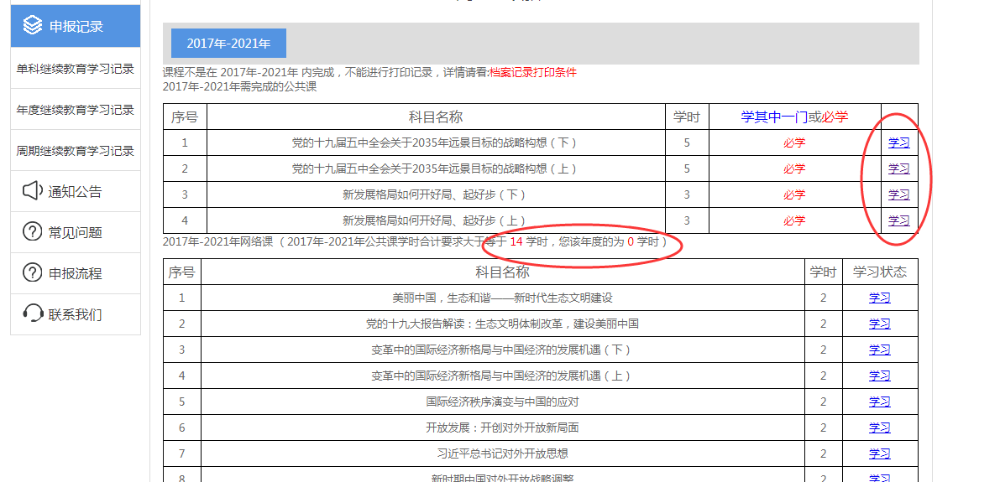 申报记录
单科继续教育学习记录
年度继续教育学习记录
周期继续教育学习记录
通知公告
常见问题
申报流程
联系我们
2017年-2021年
课程不是在 2017年-2021年 内完成，不能进行打印记录，详情请看:档案记录打印条件
2017年-2021年需完成的公共课
序号 科目名称 学时 学其中一门或必学
1 党的十九届五中全会关于2035年远景目标的战略构想（下） 5 必学 学习
2 党的十九届五中全会关于2035年远景目标的战略构想（上） 5 必学 学习
3 新发展格局如何开好局、起好步（下） 3 必学 学习
4 新发展格局如何开好局、起好步（上） 3 必学 学习
2017年-2021年网络课 （ 2017年-2021年公共课学时合计要求大于等于 14 学时，您该年度的为 0 学时）
序号 科目名称 学时 学习状态
1 美丽中国，生态和谐——新时代生态文明建设 2 学习
2 党的十九大报告解读：生态文明体制改革，建设美丽中国 2 学习
3 变革中的国际经济新格局与中国经济的发展机遇（下） 2 学习
4 变革中的国际经济新格局与中国经济的发展机遇（上） 2 学习
5 国际经济秩序演变与中国的应对 2 学习
6 开放发展：开创对外开放新局面 2 学习
7 习近平总书记对外开放思想 2 学习
8 新时期中国对外开放战略调整 2 学习